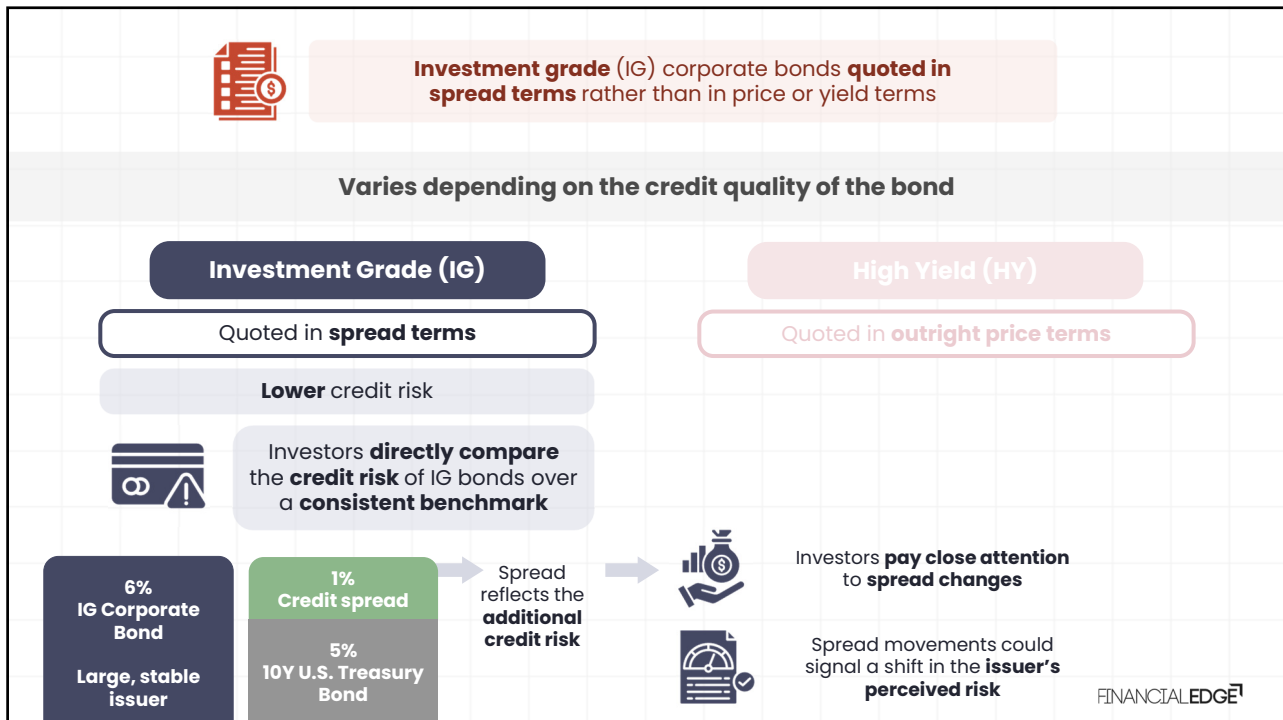 Investment grade (IG) corporate bonds quoted in
spread terms rather than in price or yield terms
Varies depending on the credit quality of the bond
Investment Grade (IG)
Quoted in spread terms
Lower credit risk
Investors directly compare
the credit risk of IG bonds over
a consistent benchmark
6%
IG Corporate
Bond
Large, stable
issuer
1%
Credit spread
5%
10Y U.S. Treasury
Bond
Spread
reflects the
additional
credit risk
High Yield (HY)
Quoted in outright price terms
Investors pay close attention
to spread changes
Spread movements could
signal a shift in the issuer's
perceived risk
FINANCIALEDGE